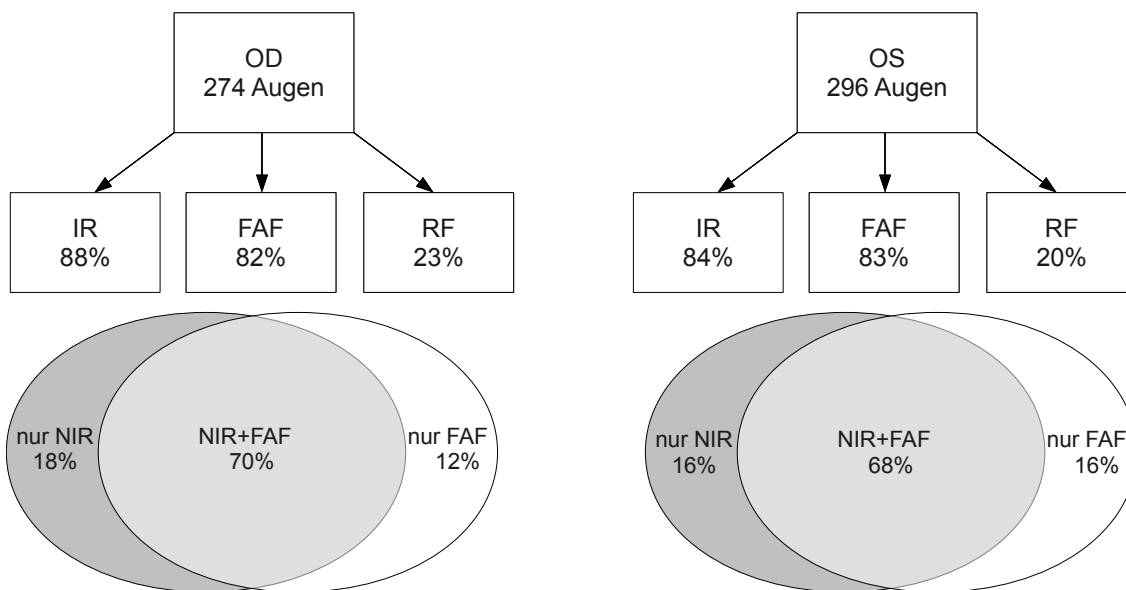 OD
274 Augen
IR
88%
FAF
82%
RF
23%
nur NIR
18%
NIR+FAF
70%
nur FAF
12%
OS
296 Augen
IR
84%
FAF
83%
RF
20%
nur NIR
16%
NIR+FAF
68%
nur FAF
16%